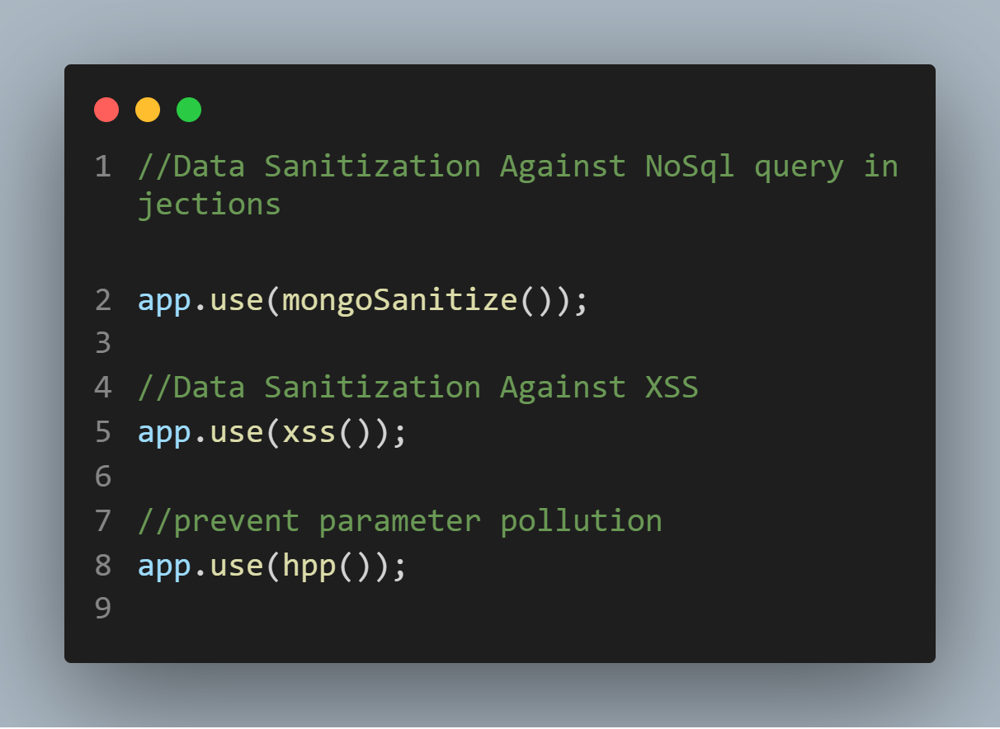 1 //Data Sanitization Against NoSql query in
jections
2 app.use(mongoSanitize());
3
4 //Data Sanitization Against XSS
5 app.use(xss());
6
7 //prevent parameter pollution
8 app.use(hpp());
9